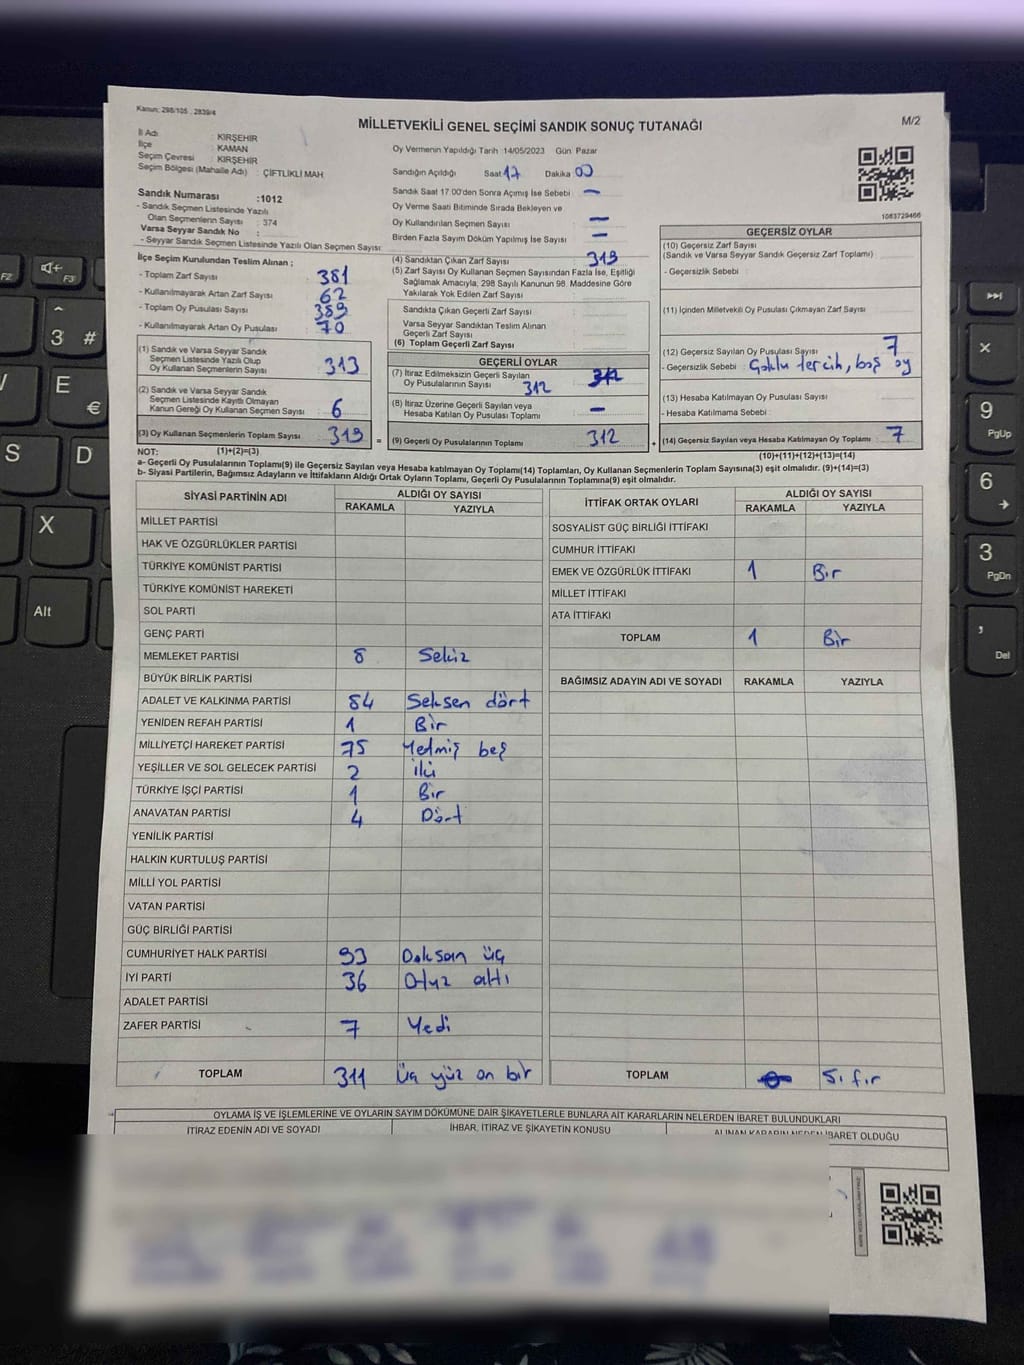 Kanun: 298/105 , 2839/4
MİLLETVEKİLİ GENEL SEÇİMİ SANDIK SONUÇ TUTANAĞI
M/2
İl Adı : KIRŞEHİR
İlçe : KAMAN
Seçim Çevresi : KIRŞEHİR
Seçim Bölgesi (Mahalle Adı) : ÇİFTLİKLİ MAH.
Oy Vermenin Yapıldığı Tarih :14/05/2023 Gün Pazar
Sandığın Açıldığı Saat 17 Dakika 00
Sandık Saat 17:00'den Sonra Açımış İse Sebebi : —
Oy Verme Saati Bitiminde Sırada Bekleyen ve
Oy Kullandırılan Seçmen Sayısı : —
Birden Fazla Sayım Döküm Yapılmış İse Sayısı : —
Sandık Numarası :1012
- Sandık Seçmen Listesinde Yazılı
Olan Seçmenlerin Sayısı : 374
Varsa Seyyar Sandık No :
- Seyyar Sandık Seçmen Listesinde Yazılı Olan Seçmen Sayısı:
1083729466
İlçe Seçim Kurulundan Teslim Alınan ;
- Toplam Zarf Sayısı : 381
- Kullanılmayarak Artan Zarf Sayısı : 62
- Toplam Oy Pusulası Sayısı : 389
- Kullanılmayarak Artan Oy Pusulası : 70
(1) Sandık ve Varsa Seyyar Sandık
Seçmen Listesinde Yazılı Olup
Oy Kullanan Seçmenlerin Sayısı : 313
(2) Sandık ve Varsa Seyyar Sandık
Seçmen Listesinde Kayıtlı Olmayan
Kanun Gereği Oy Kullanan Seçmen Sayısı : 6
(3) Oy Kullanan Seçmenlerin Toplam Sayısı : 319 =
(4) Sandıktan Çıkan Zarf Sayısı : 319
(5) Zarf Sayısı Oy Kullanan Seçmen Sayısından Fazla İse, Eşitliği
Sağlamak Amacıyla, 298 Sayılı Kanunun 98. Maddesine Göre
Yakılarak Yok Edilen Zarf Sayısı :
Sandıkta Çıkan Geçerli Zarf Sayısı :
Varsa Seyyar Sandıktan Teslim Alınan
Geçerli Zarf Sayısı :
(6) Toplam Geçerli Zarf Sayısı :
GEÇERLİ OYLAR
(7) İtiraz Edilmeksizin Geçerli Sayılan
Oy Pusulalarının Sayısı 312 312
(8) İtiraz Üzerine Geçerli Sayılan veya
Hesaba Katılan Oy Pusulası Toplamı : —
(9) Geçerli Oy Pusulalarının Toplamı : 312 +
GEÇERSİZ OYLAR
(10) Geçersiz Zarf Sayısı
(Sandık ve Varsa Seyyar Sandık Geçersiz Zarf Toplamı) :
- Geçersizlik Sebebi :
(11) İçinden Milletvekili Oy Pusulası Çıkmayan Zarf Sayısı :
(12) Geçersiz Sayılan Oy Pusulası Sayısı : 7
- Geçersizlik Sebebi : Çoklu tercih, boş oy
(13) Hesaba Katılmayan Oy Pusulası Sayısı :
- Hesaba Katılmama Sebebi :
(14) Geçersiz Sayılan veya Hesaba Katılmayan Oy Toplamı : 7
NOT: (1)+(2)=(3)
(10)+(11)+(12)+(13)=(14)
a- Geçerli Oy Pusulalarının Toplamı(9) ile Geçersiz Sayılan veya Hesaba katılmayan Oy Toplamı(14) Toplamları, Oy Kullanan Seçmenlerin Toplam Sayısına(3) eşit olmalıdır. (9)+(14)=(3)
b- Siyasi Partilerin, Bağımsız Adayların ve İttifakların Aldığı Ortak Oyların Toplamı, Geçerli Oy Pusulalarının Toplamına(9) eşit olmalıdır.
SİYASİ PARTİNİN ADI ALDIĞI OY SAYISI
RAKAMLA YAZIYLA
MİLLET PARTİSİ
HAK VE ÖZGÜRLÜKLER PARTİSİ
TÜRKİYE KOMÜNİST PARTİSİ
TÜRKİYE KOMÜNİST HAREKETİ
SOL PARTİ
GENÇ PARTİ
MEMLEKET PARTİSİ 8 Sekiz
BÜYÜK BİRLİK PARTİSİ
ADALET VE KALKINMA PARTİSİ 84 Seksen dört
YENİDEN REFAH PARTİSİ 1 Bir
MİLLİYETÇİ HAREKET PARTİSİ 75 Yetmiş beş
YEŞİLLER VE SOL GELECEK PARTİSİ 2 İki
TÜRKİYE İŞÇİ PARTİSİ 1 Bir
ANAVATAN PARTİSİ 4 Dört
YENİLİK PARTİSİ
HALKIN KURTULUŞ PARTİSİ
MİLLİ YOL PARTİSİ
VATAN PARTİSİ
GÜÇ BİRLİĞİ PARTİSİ
CUMHURİYET HALK PARTİSİ 93 Doksan üç
İYİ PARTİ 36 Otuz altı
ADALET PARTİSİ
ZAFER PARTİSİ 7 Yedi
TOPLAM 311 Üç yüz on bir
İTTİFAK ORTAK OYLARI ALDIĞI OY SAYISI
RAKAMLA YAZIYLA
SOSYALİST GÜÇ BİRLİĞİ İTTİFAKI
CUMHUR İTTİFAKI
EMEK VE ÖZGÜRLÜK İTTİFAKI 1 Bir
MİLLET İTTİFAKI
ATA İTTİFAKI
TOPLAM 1 Bir
BAĞIMSIZ ADAYIN ADI VE SOYADI RAKAMLA YAZIYLA
TOPLAM 0 Sıfır
OYLAMA İŞ VE İŞLEMLERİNE VE OYLARIN SAYIM DÖKÜMÜNE DAİR ŞİKAYETLERLE BUNLARA AİT KARARLARIN NELERDEN İBARET BULUNDUKLARI
İTİRAZ EDENİN ADI VE SOYADI İHBAR, İTİRAZ VE ŞİKAYETİN KONUSU ALINAN KARARIN NEDEN İBARET OLDUĞU
F2
F3
3 #
E €
S
D
X
Alt
9
PgUp
6
3
PgDn
,
Del